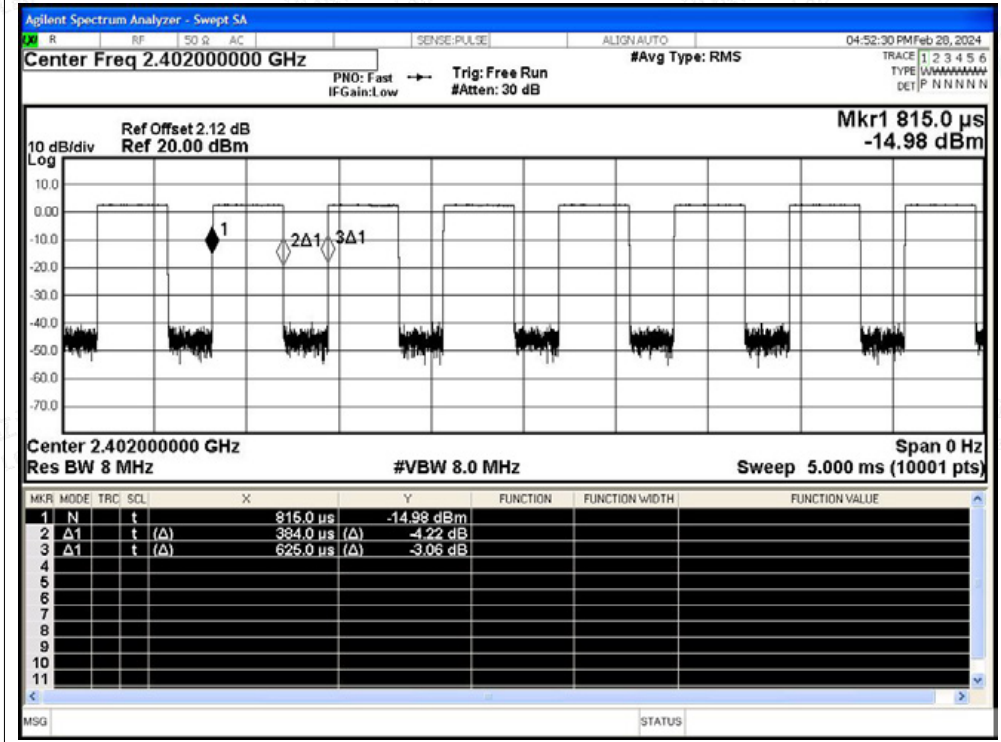 Agilent Spectrum Analyzer - Swept SA
R RF 50 Ω AC SENSE:PULSE ALIGN AUTO 04:52:30 PM Feb 28, 2024
Center Freq 2.402000000 GHz #Avg Type: RMS TRACE 1 2 3 4 5 6
PNO: Fast Trig: Free Run TYPE
IFGain:Low #Atten: 30 dB DET P N N N N N
Mkr1 815.0 µs
Ref Offset 2.12 dB
10 dB/div Ref 20.00 dBm -14.98 dBm
Log
10.0
0.00
1
-10.0
2Δ1 3Δ1
-20.0
-30.0
-40.0
-50.0
-60.0
-70.0
Center 2.402000000 GHz Span 0 Hz
Res BW 8 MHz #VBW 8.0 MHz Sweep 5.000 ms (10001 pts)
MKR MODE TRC SCL X Y FUNCTION FUNCTION WIDTH FUNCTION VALUE
1 N t 815.0 µs -14.98 dBm
2 Δ1 t (Δ) 384.0 µs (Δ) -4.22 dB
3 Δ1 t (Δ) 625.0 µs (Δ) -3.06 dB
4
5
6
7
8
9
10
11
MSG STATUS